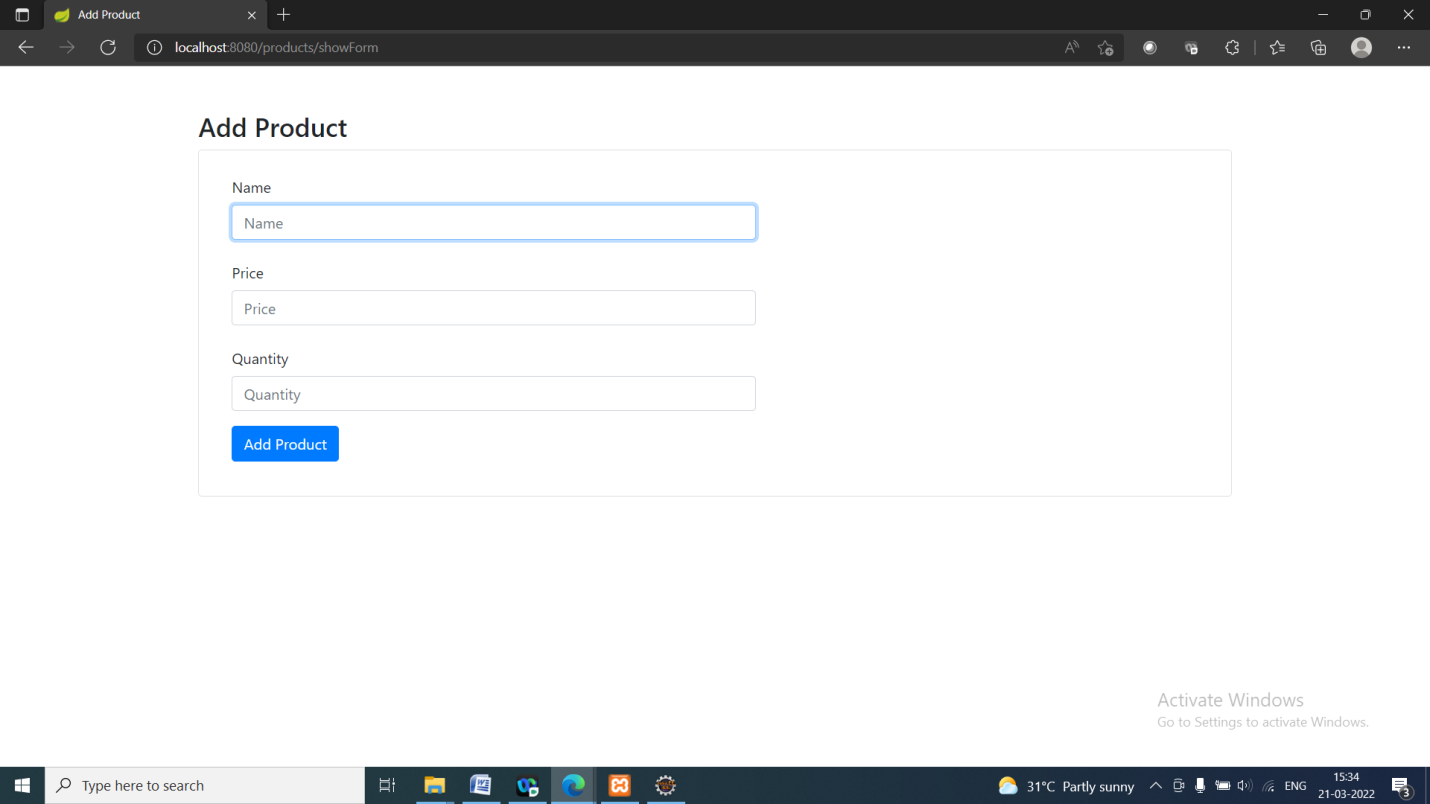 Add Product
localhost:8080/products/showForm
Add Product
Name
Name
Price
Price
Quantity
Quantity
Add Product
Activate Windows
Go to Settings to activate Windows.
Type here to search
31°C Partly sunny
ENG
15:34
21-03-2022
3